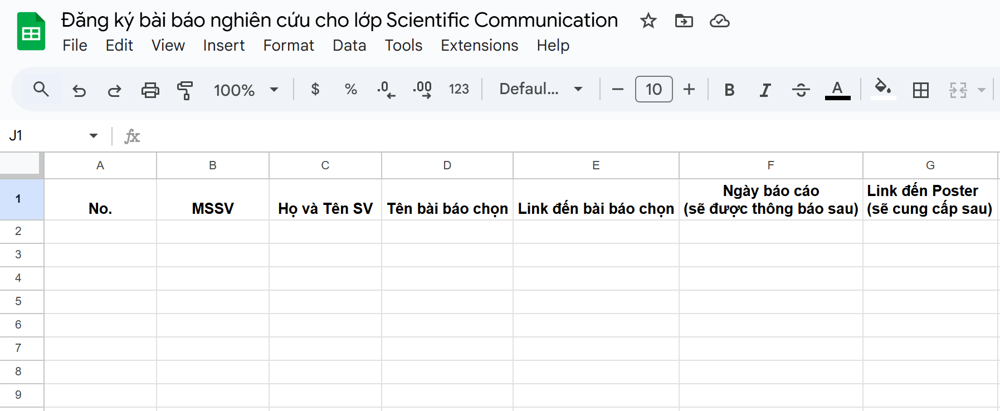 Đăng ký bài báo nghiên cứu cho lớp Scientific Communication
File Edit View Insert Format Data Tools Extensions Help
100% $ % .0 .00 123 Defaul... − 10 + B I S A
J1 fx
A B C D E F G
1 No. MSSV Họ và Tên SV Tên bài báo chọn Link đến bài báo chọn Ngày báo cáo Link đến Poster
(sẽ được thông báo sau) (sẽ cung cấp sau)
2
3
4
5
6
7
8
9